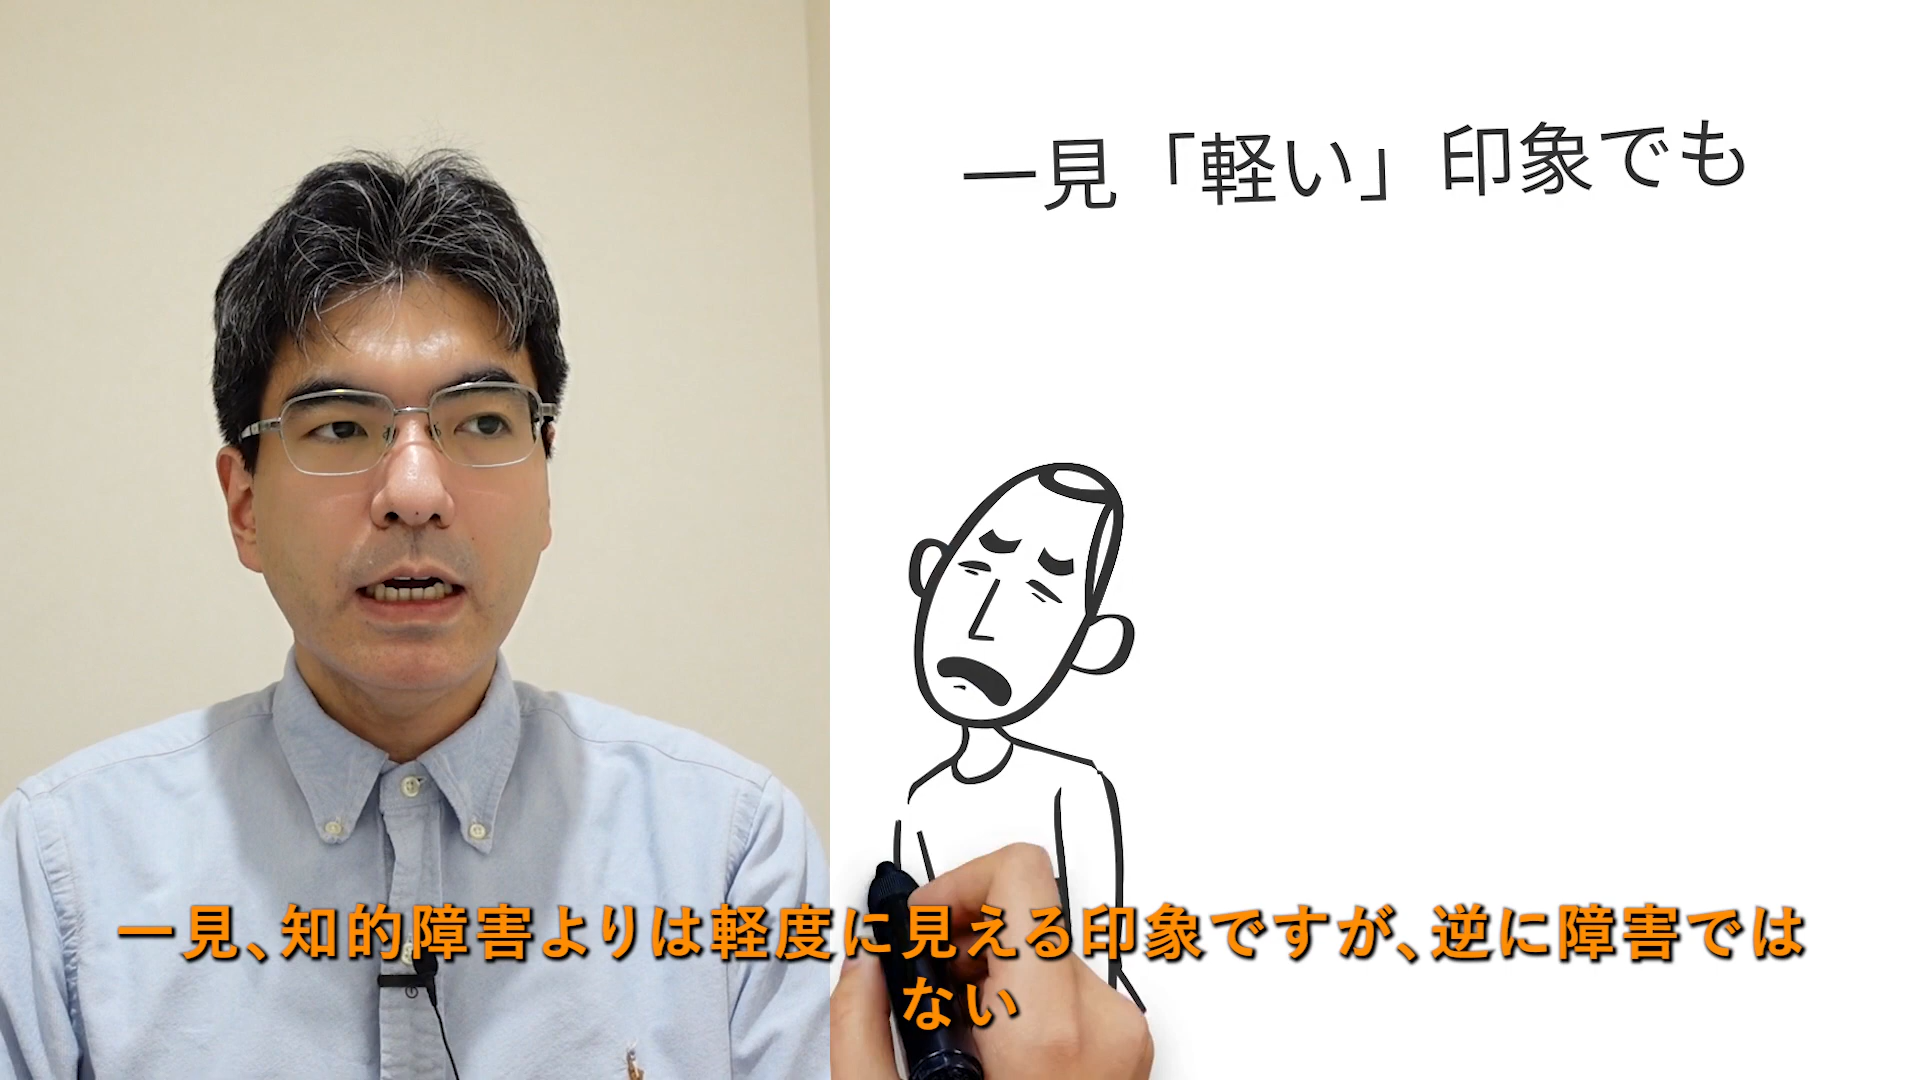 一見「軽い」印象でも
一見、知的障害よりは軽度に見える印象ですが、逆に障害では
ない